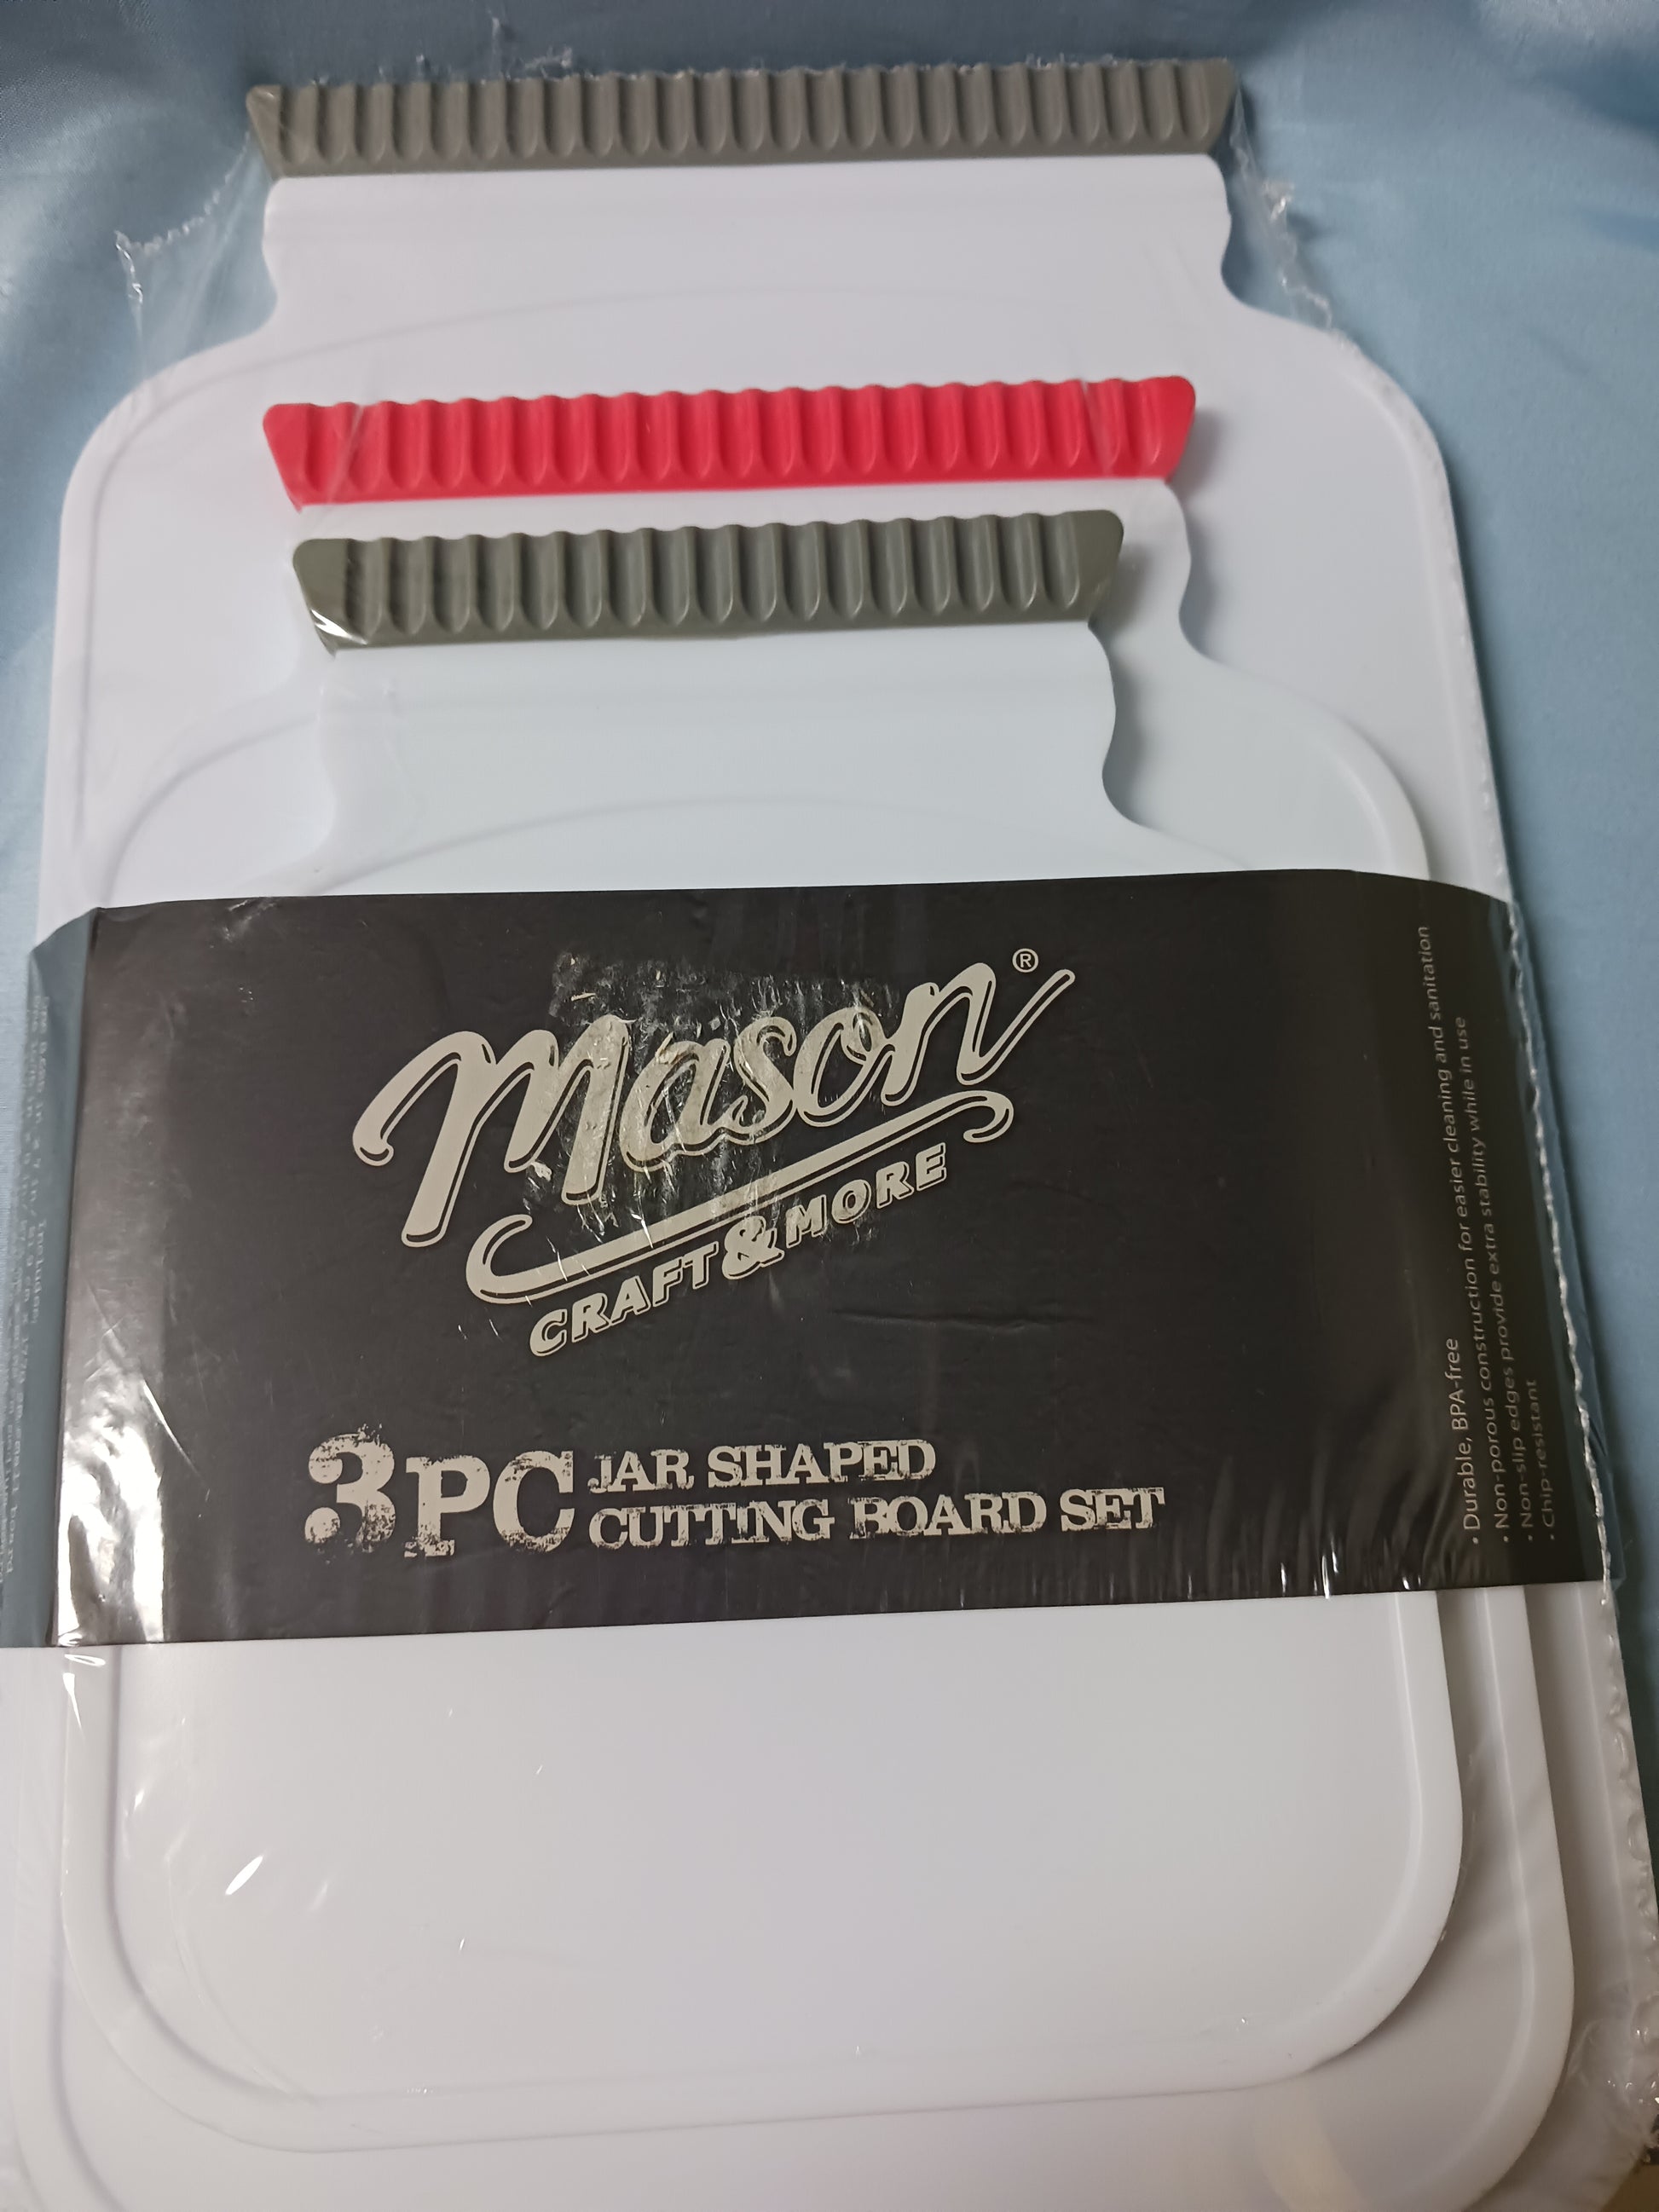 Mason®
CRAFT & MORE
3PC JAR SHAPED
CUTTING BOARD SET
• Durable, BPA-free
• Non-porous construction for easier cleaning and sanitation
• Non-slip edges provide extra stability while in use
• Chip-resistant